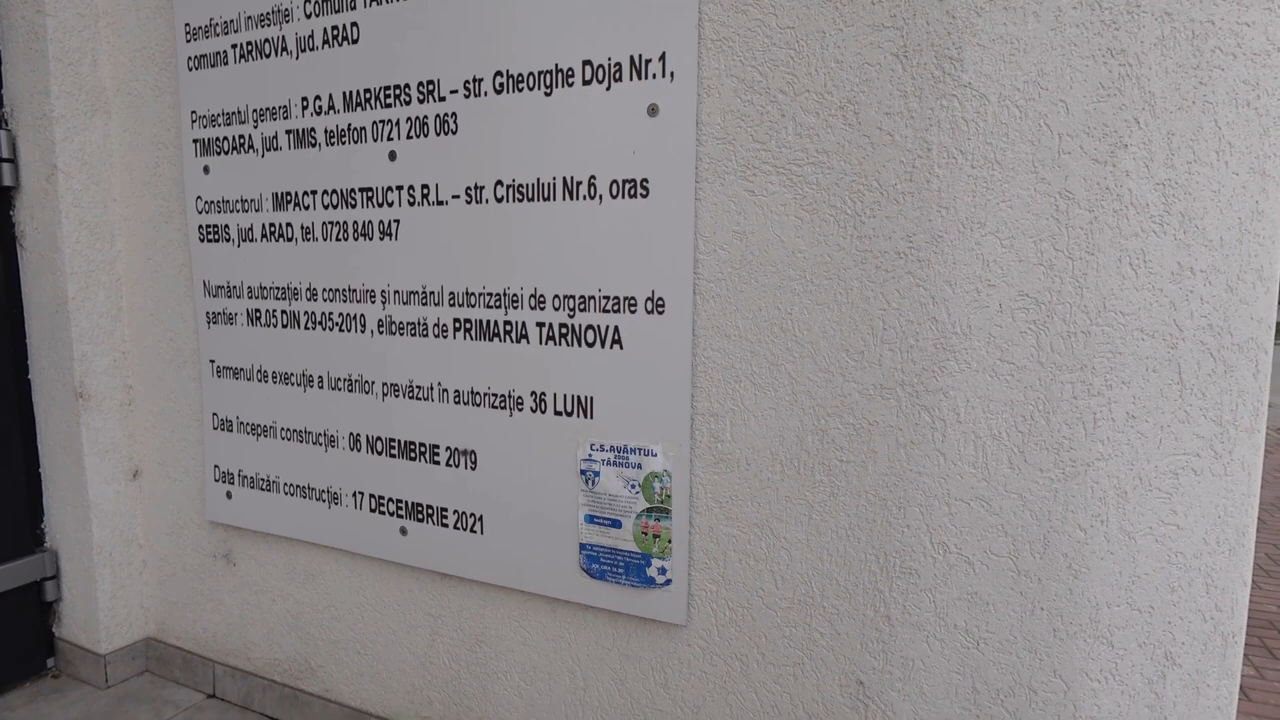 Beneficiarul investiţiei : Comuna
comuna TARNOVA, jud. ARAD
Proiectantul general : P.G.A. MARKERS SRL – str. Gheorghe Doja Nr.1,
TIMISOARA, jud. TIMIS, telefon 0721 206 063
Constructorul : IMPACT CONSTRUCT S.R.L. – str. Crisului Nr.6, oras
SEBIS, jud. ARAD, tel. 0728 840 947
Numărul autorizaţiei de construire şi numărul autorizaţiei de organizare de
şantier : NR.05 DIN 29-05-2019 , eliberată de PRIMARIA TARNOVA
Termenul de execuţie a lucrărilor, prevăzut în autorizaţie 36 LUNI
Data începerii construcţiei : 06 NOIEMBRIE 2019
Data finalizării construcţiei : 17 DECEMBRIE 2021
C.S.AVÂNTUL
2000
TÂRNOVA